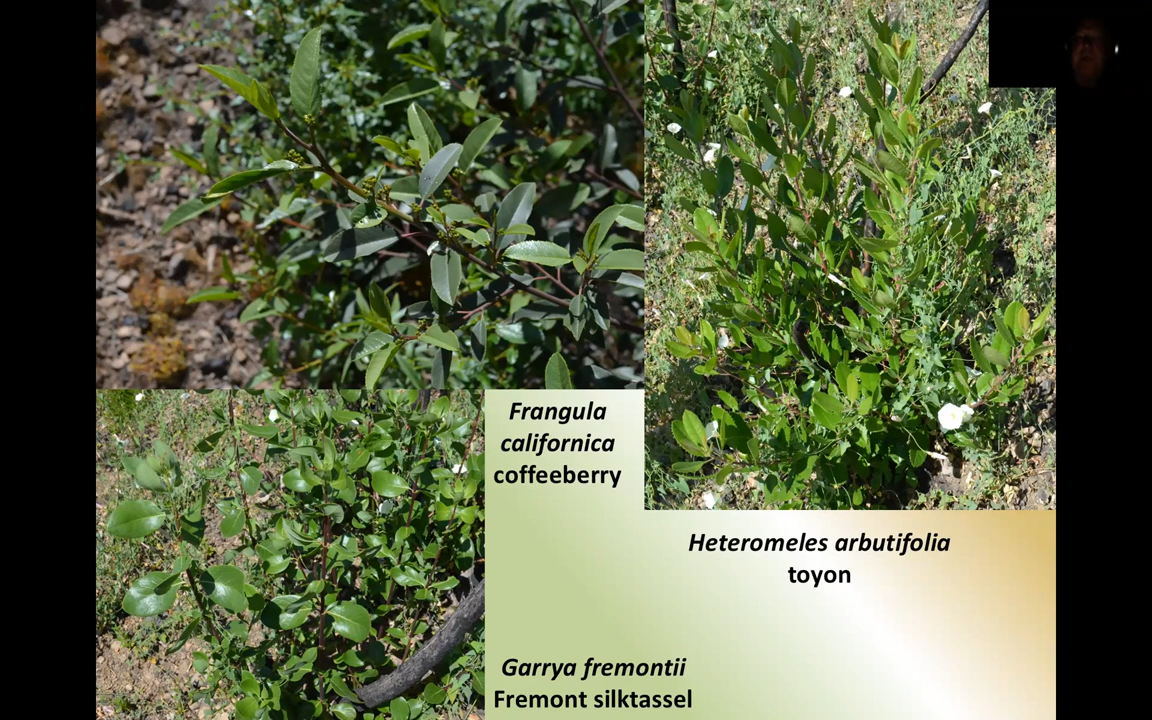 Frangula
californica
coffeeberry
Heteromeles arbutifolia
toyon
Garrya fremontii
Fremont silktassel